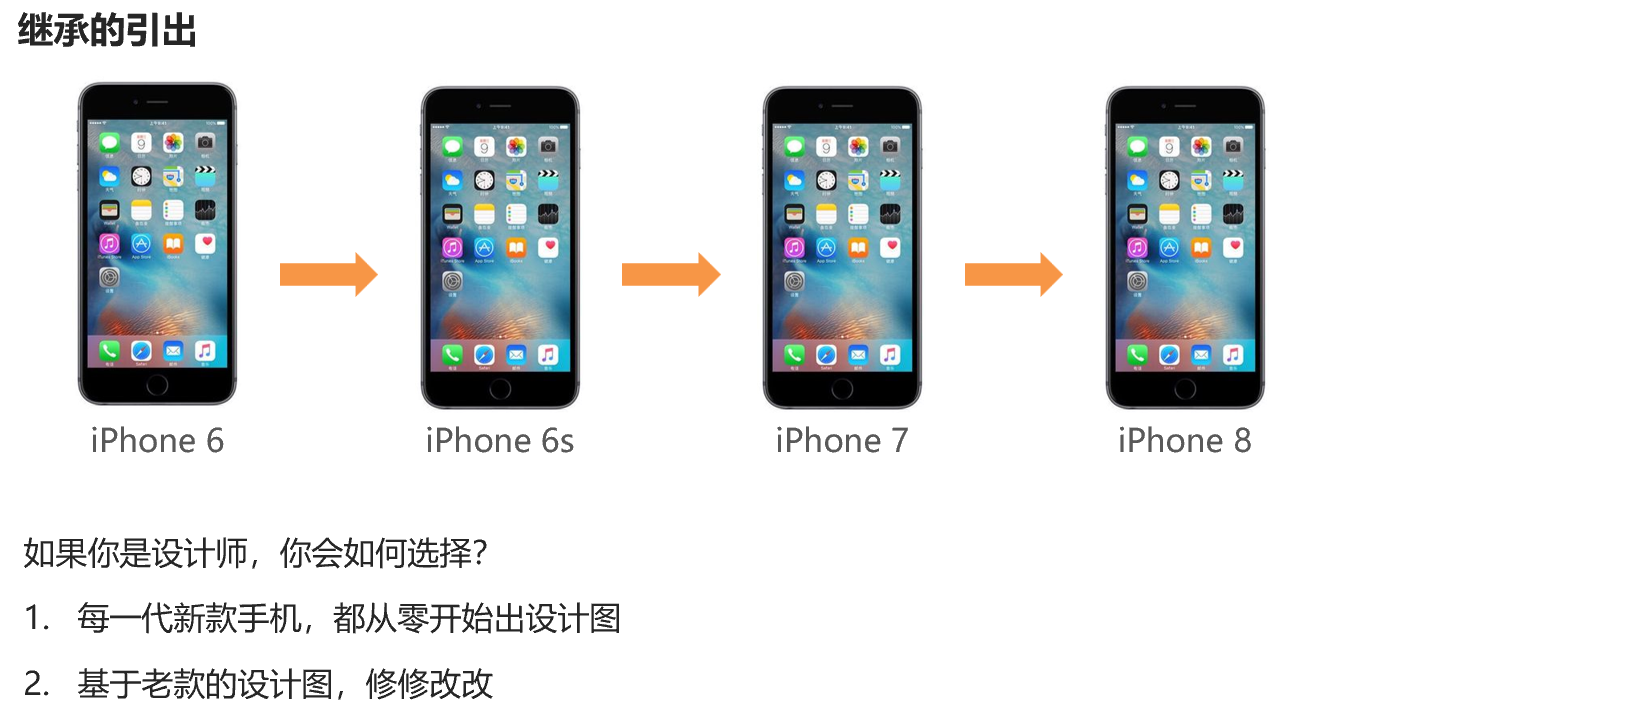 继承的引出
iPhone 6
iPhone 6s
iPhone 7
iPhone 8
如果你是设计师，你会如何选择？
1. 每一代新款手机，都从零开始出设计图
2. 基于老款的设计图，修修改改